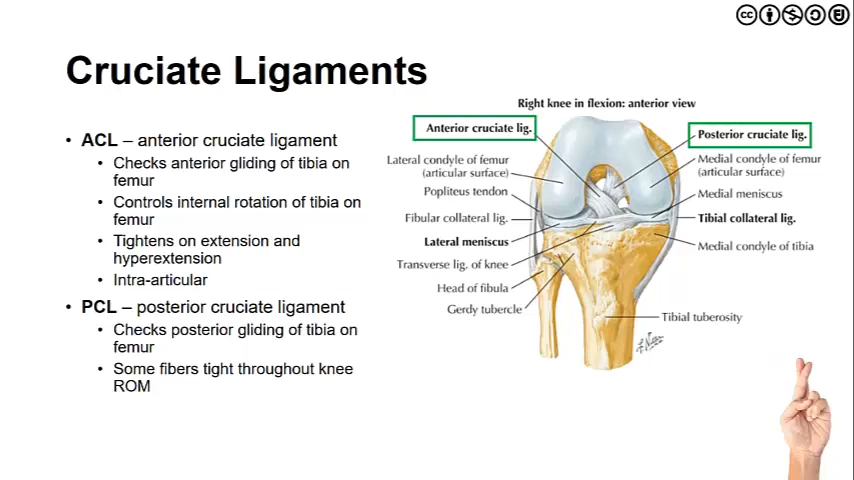 Cruciate Ligaments
• ACL – anterior cruciate ligament
• Checks anterior gliding of tibia on
femur
• Controls internal rotation of tibia on
femur
• Tightens on extension and
hyperextension
• Intra-articular
• PCL – posterior cruciate ligament
• Checks posterior gliding of tibia on
femur
• Some fibers tight throughout knee
ROM
Right knee in flexion: anterior view
Anterior cruciate lig.
Lateral condyle of femur
(articular surface)
Popliteus tendon
Fibular collateral lig.
Lateral meniscus
Transverse lig. of knee
Head of fibula
Gerdy tubercle
Posterior cruciate lig.
Medial condyle of femur
(articular surface)
Medial meniscus
Tibial collateral lig.
Medial condyle of tibia
Tibial tuberosity